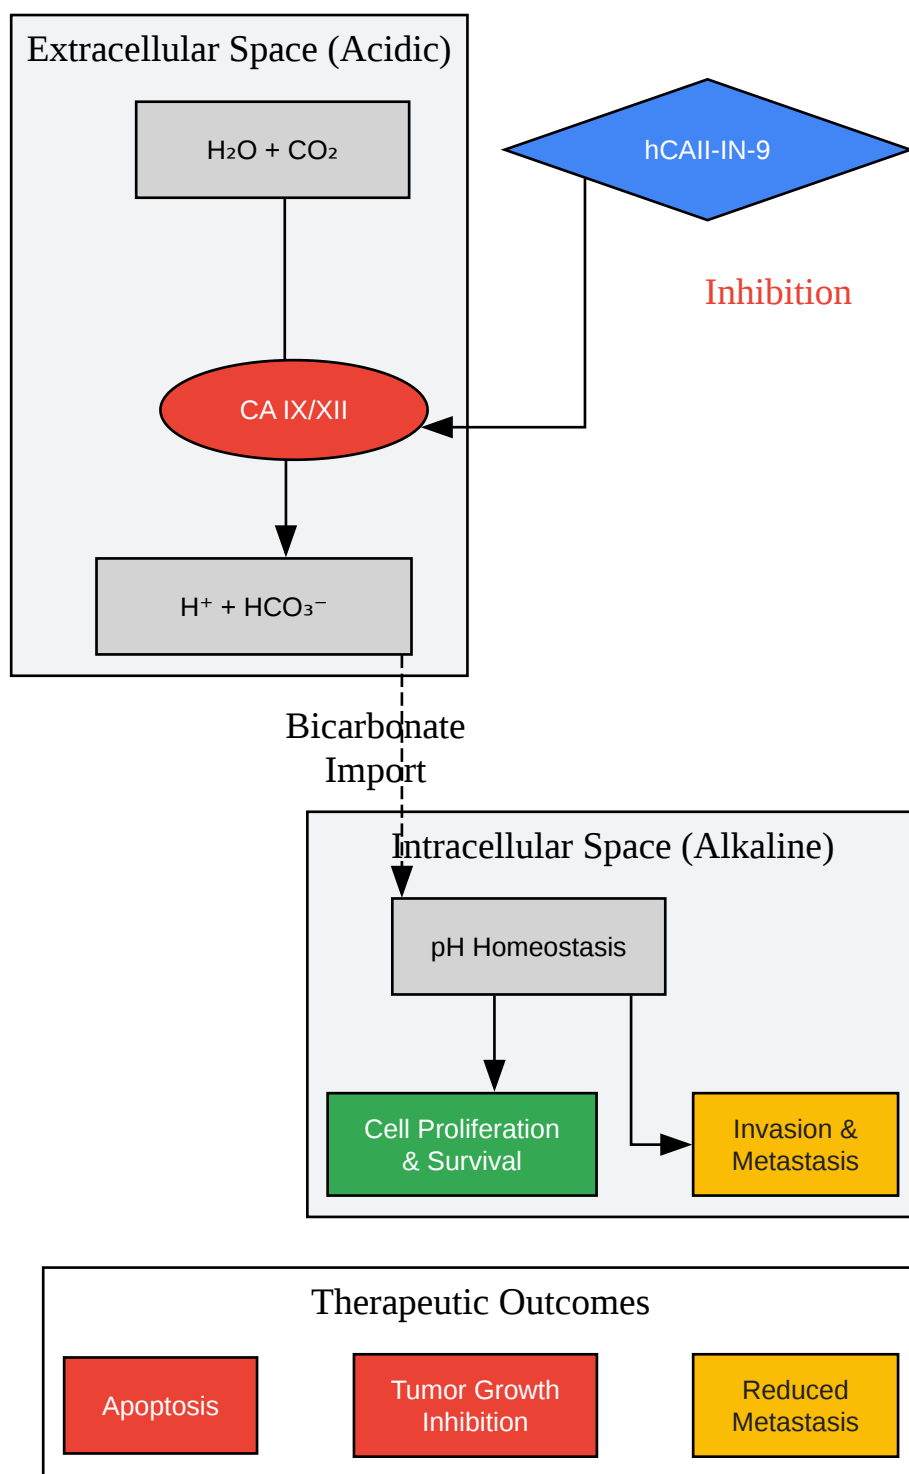 Extracellular Space (Acidic)
H₂O + CO₂
hCAII-IN-9
Inhibition
CA IX/XII
H⁺ + HCO₃⁻
Bicarbonate
Import
Intracellular Space (Alkaline)
pH Homeostasis
Cell Proliferation
& Survival
Invasion &
Metastasis
Therapeutic Outcomes
Apoptosis
Tumor Growth
Inhibition
Reduced
Metastasis